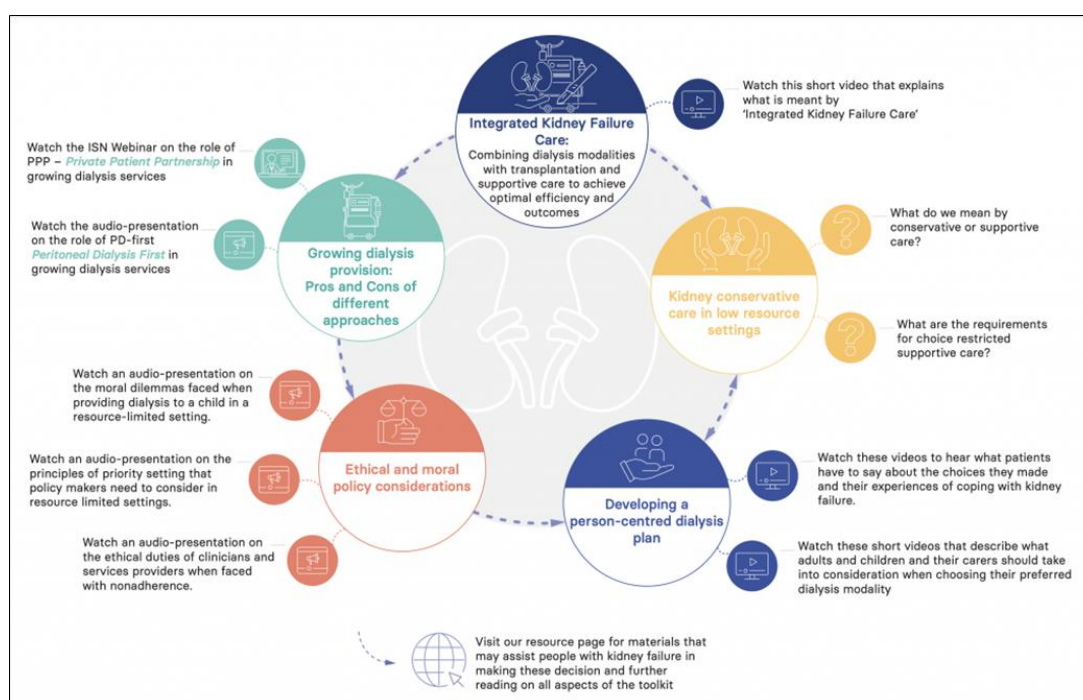 Integrated Kidney Failure
Care:
Combining dialysis modalities
with transplantation and
supportive care to achieve
optimal efficiency and
outcomes
Watch this short video that explains
what is meant by
‘Integrated Kidney Failure Care’
Watch the ISN Webinar on the role of
PPP – Private Patient Partnership in
growing dialysis services
Watch the audio-presentation
on the role of PD-first
Peritoneal Dialysis First in
growing dialysis services
Growing dialysis
provision:
Pros and Cons of
different
approaches
Kidney conservative
care in low resource
settings
What do we mean by
conservative or supportive
care?
What are the requirements
for choice restricted
supportive care?
Watch an audio-presentation on
the moral dilemmas faced when
providing dialysis to a child in a
resource-limited setting.
Watch an audio-presentation on the
principles of priority setting that
policy makers need to consider in
resource limited settings.
Watch an audio-presentation on
the ethical duties of clinicians and
services providers when faced
with nonadherence.
Ethical and moral
policy considerations
Developing a
person-centred dialysis
plan
Watch these videos to hear what patients
have to say about the choices they made
and their experiences of coping with kidney
failure.
Watch these short videos that describe what
adults and children and their carers should take
into consideration when choosing their preferred
dialysis modality
Visit our resource page for materials that
may assist people with kidney failure in
making these decision and further
reading on all aspects of the toolkit